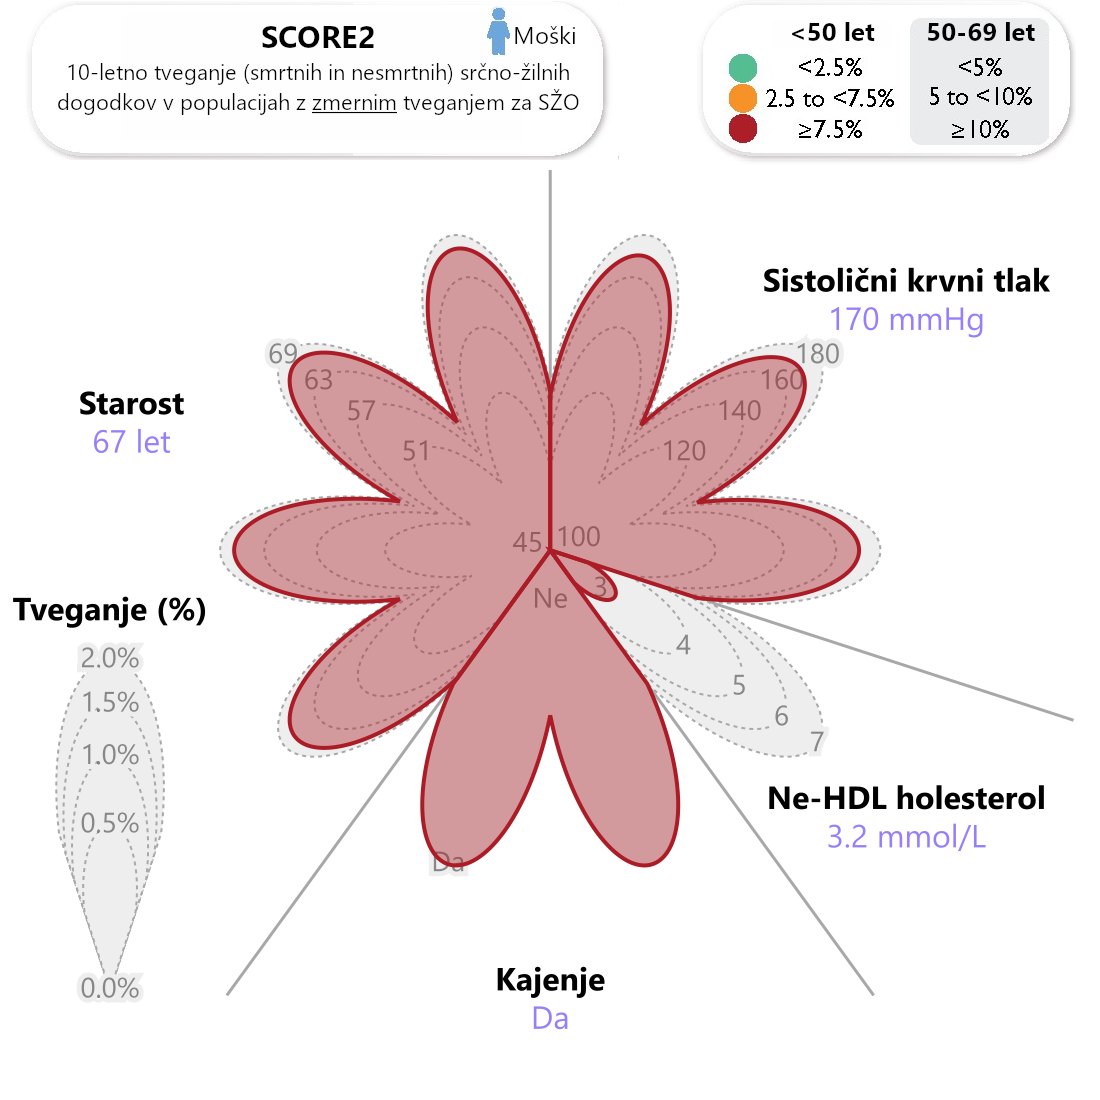 SCORE2
Moški
10-letno tveganje (smrtnih in nesmrtnih) srčno-žilnih
dogodkov v populacijah z zmernim tveganjem za SŽO
<50 let
50-69 let
<2.5%
<5%
2.5 to <7.5%
5 to <10%
≥7.5%
≥10%
Sistolični krvni tlak
170 mmHg
180
160
140
120
100
Starost
67 let
69
63
57
51
45
Ne
3
4
5
6
7
Tveganje (%)
2.0%
1.5%
1.0%
0.5%
0.0%
Ne-HDL holesterol
3.2 mmol/L
Da
Kajenje
Da